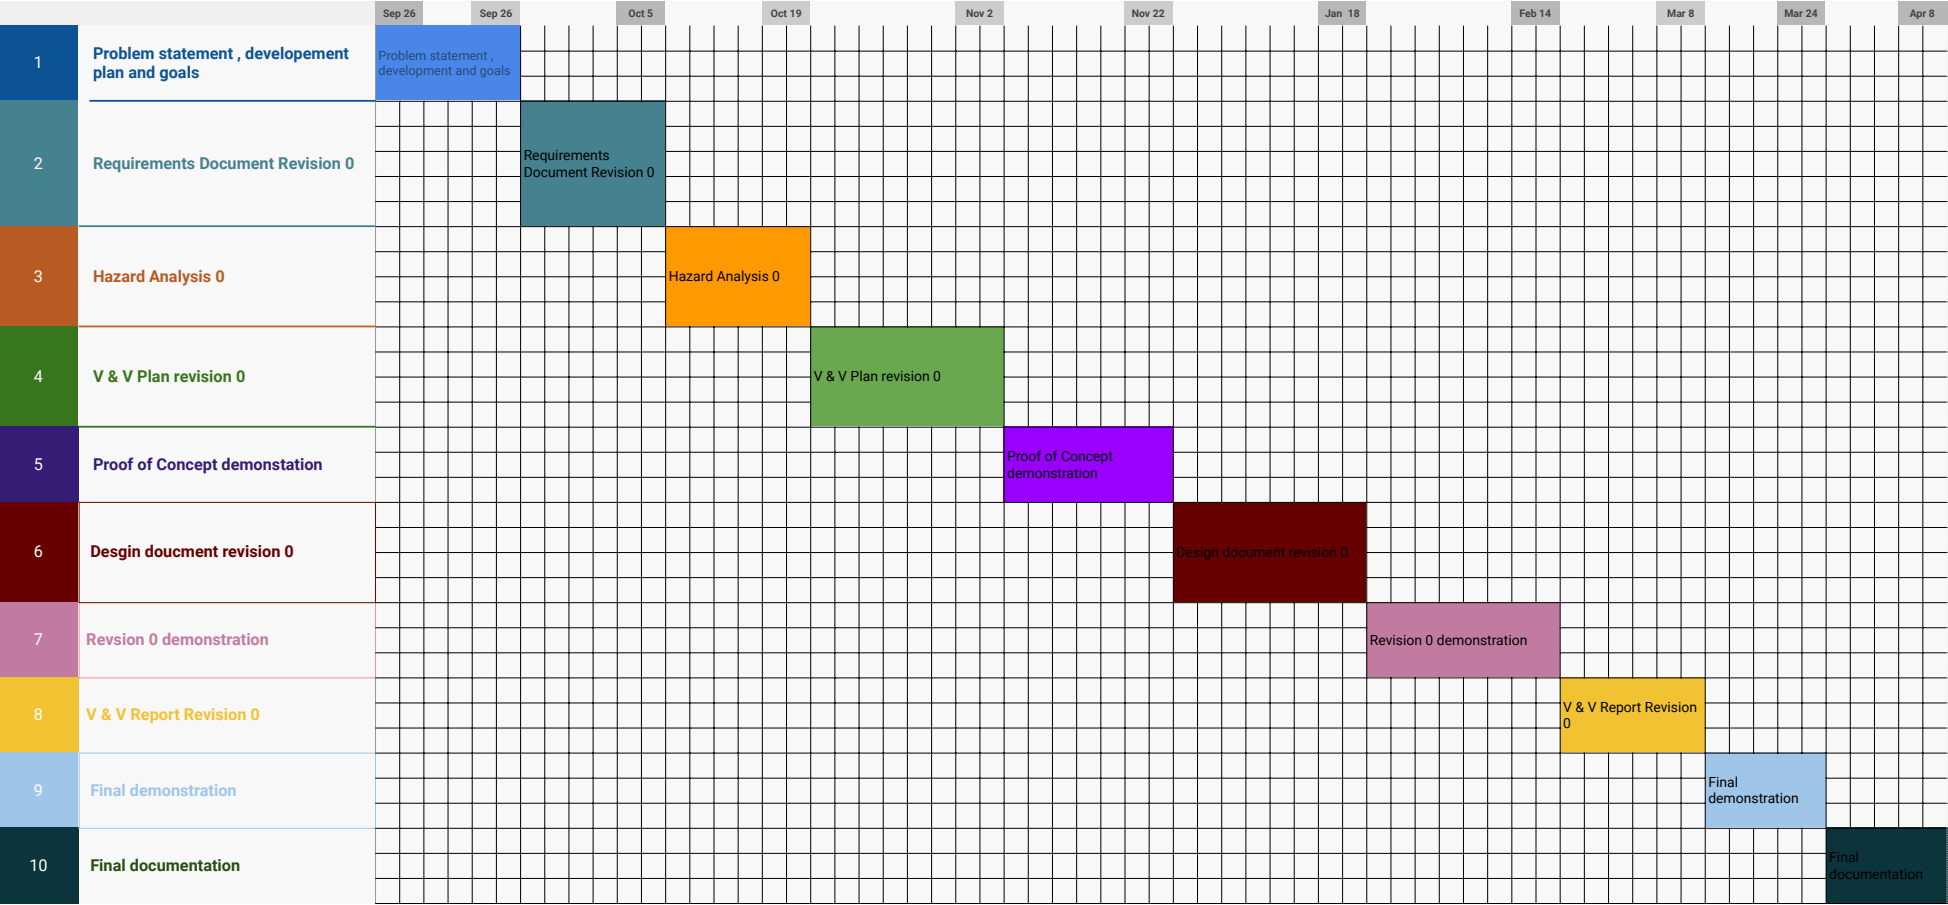 Sep 26 Sep 26 Oct 5 Oct 19 Nov 2 Nov 22 Jan 18 Feb 14 Mar 8 Mar 24 Apr 8
1
Problem statement , developement
plan and goals
Problem statement ,
development and goals
2
Requirements Document Revision 0
Requirements
Document Revision 0
3
Hazard Analysis 0
Hazard Analysis 0
4
V & V Plan revision 0
V & V Plan revision 0
5
Proof of Concept demonstation
Proof of Concept
demonstration
6
Desgin doucment revision 0
Design document revision 0
7
Revsion 0 demonstration
Revision 0 demonstration
8
V & V Report Revision 0
V & V Report Revision
0
9
Final demonstration
Final
demonstration
10
Final documentation
Final
documentation